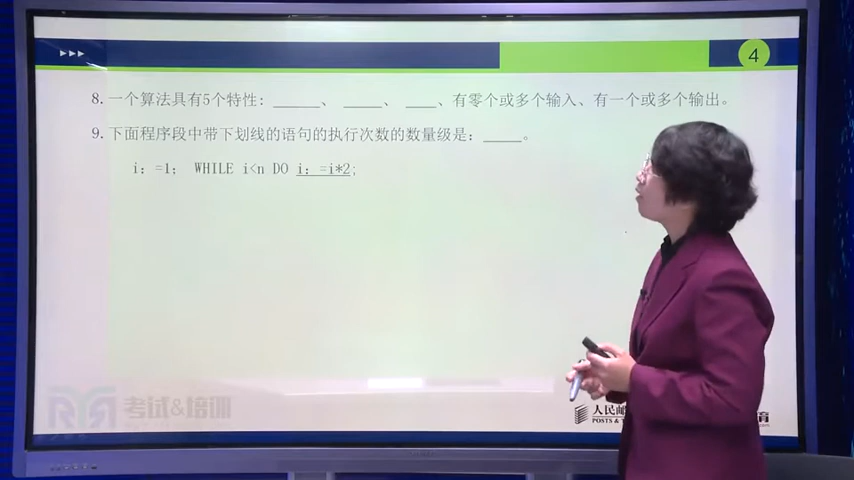 4
8.一个算法具有5个特性：______、_____、____、有零个或多个输入、有一个或多个输出。
9.下面程序段中带下划线的语句的执行次数的数量级是：_____。
i：=1； WHILE i<n DO i：=i*2;
考试&培训
人民邮
POSTS &
育